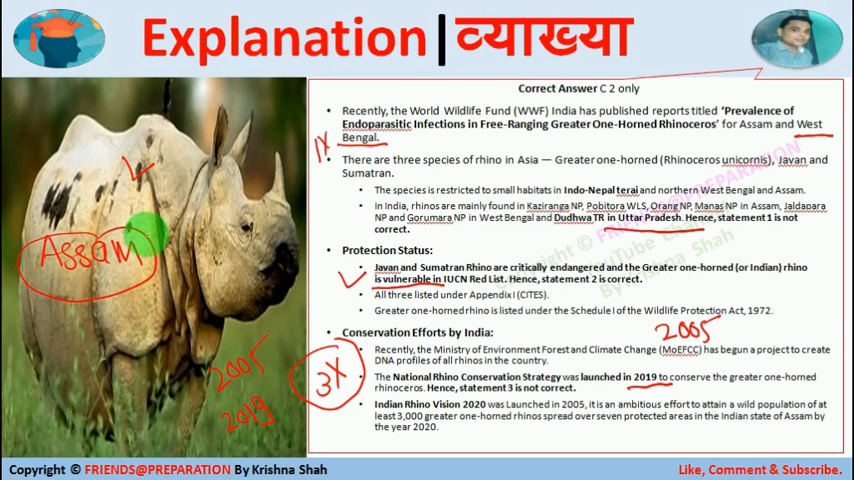 Explanation|व्याख्या
Correct Answer C 2 only
• Recently, the World Wildlife Fund (WWF) India has published reports titled ‘Prevalence of
Endoparasitic Infections in Free-Ranging Greater One-Horned Rhinoceros’ for Assam and West
Bengal.
1X
• There are three species of rhino in Asia — Greater one-horned (Rhinoceros unicornis), Javan and
Sumatran.
• The species is restricted to small habitats in Indo-Nepal terai and northern West Bengal and Assam.
• In India, rhinos are mainly found in Kaziranga NP, Pobitora WLS, Orang NP, Manas NP in Assam, Jaldapara
NP and Gorumara NP in West Bengal and Dudhwa TR in Uttar Pradesh. Hence, statement 1 is not
correct.
Assam
• Protection Status:
• Javan and Sumatran Rhino are critically endangered and the Greater one-horned (or Indian) rhino
is vulnerable in IUCN Red List. Hence, statement 2 is correct.
• All three listed under Appendix I (CITES).
• Greater one-horned rhino is listed under the Schedule I of the Wildlife Protection Act, 1972.
• Conservation Efforts by India:
2005
• Recently, the Ministry of Environment Forest and Climate Change (MoEFCC) has begun a project to create
DNA profiles of all rhinos in the country.
• The National Rhino Conservation Strategy was launched in 2019 to conserve the greater one-horned
rhinoceros. Hence, statement 3 is not correct.
3X
2005
2019
• Indian Rhino Vision 2020 was Launched in 2005, it is an ambitious effort to attain a wild population of at
least 3,000 greater one-horned rhinos spread over seven protected areas in the Indian state of Assam by
the year 2020.
Copyright © FRIENDS@PREPARATION
YouTube Channel
By Krishna Shah
Copyright © FRIENDS@PREPARATION By Krishna Shah
Like, Comment & Subscribe.